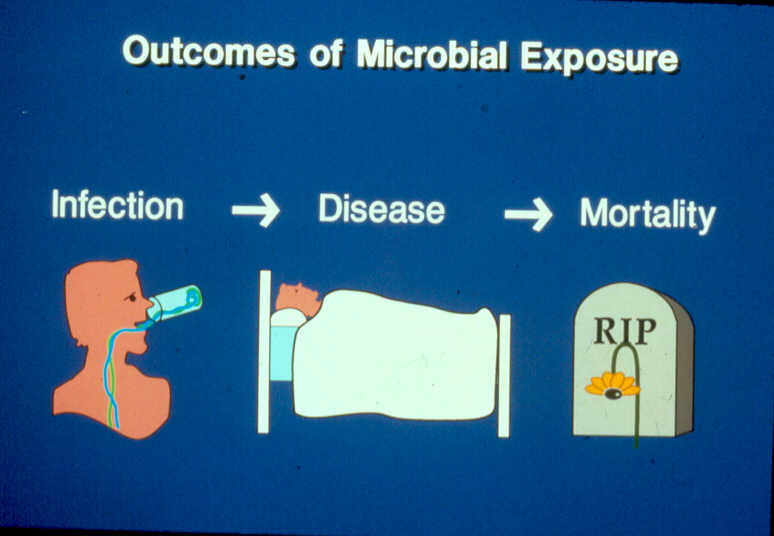 Outcomes of Microbial Exposure
Infection → Disease → Mortality
RIP